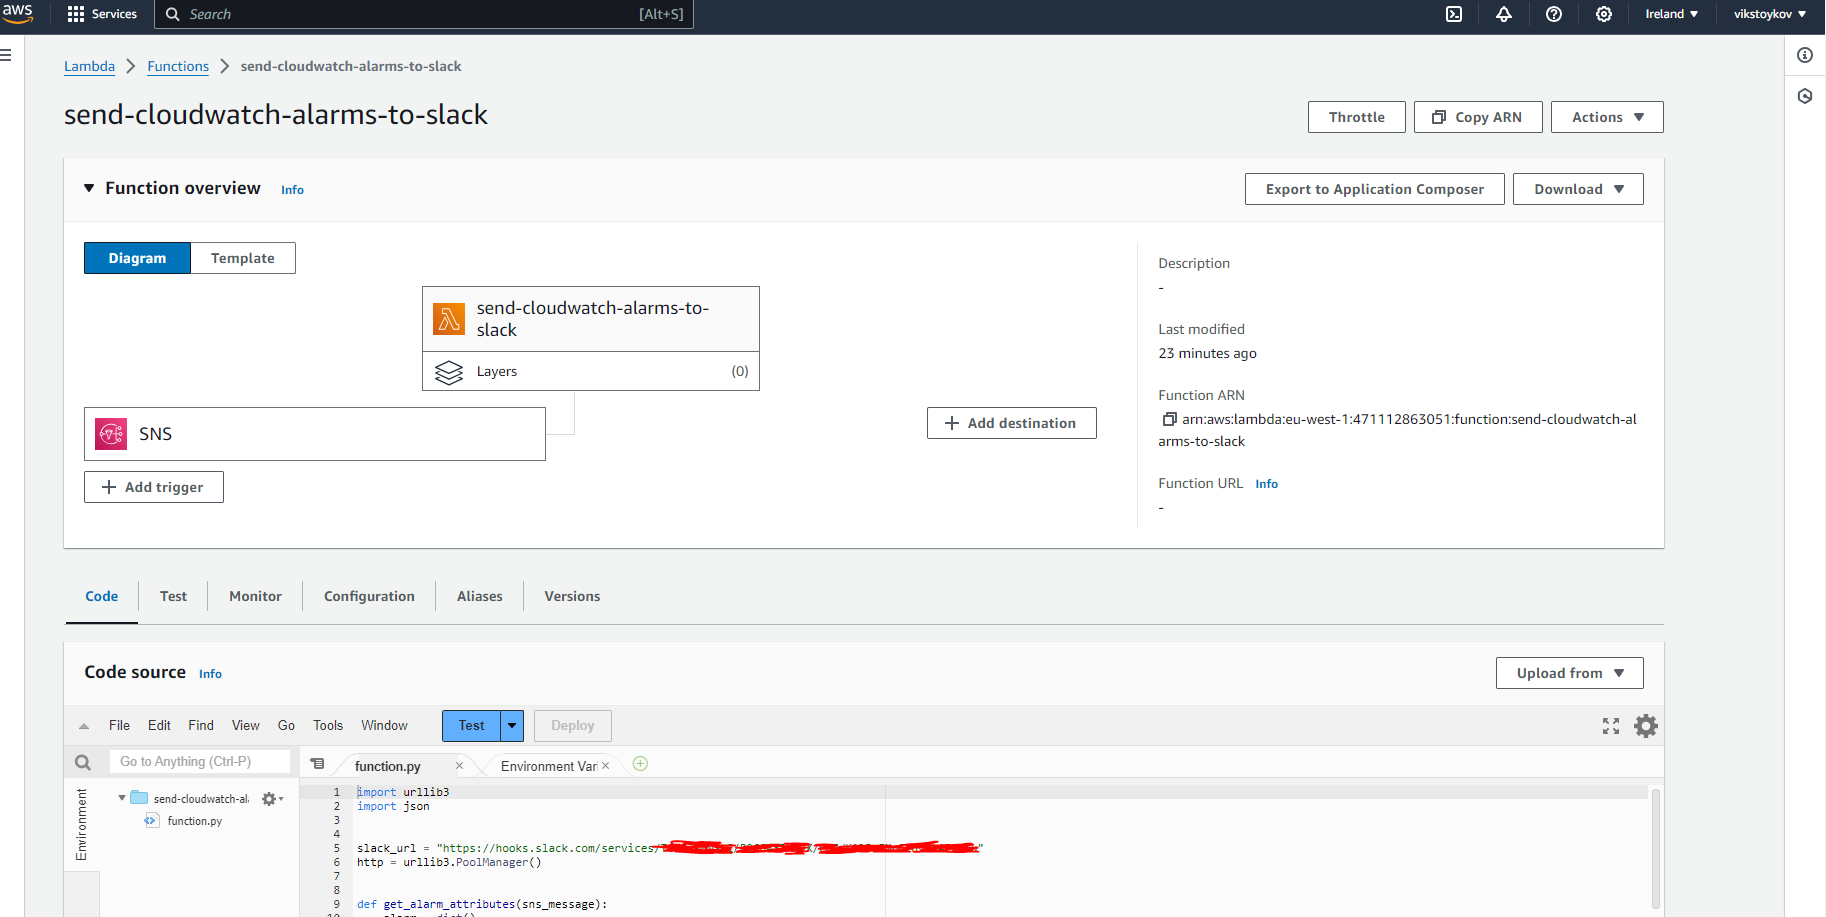 aws Services Search [Alt+S] Ireland vikstoykov
Lambda Functions send-cloudwatch-alarms-to-slack
send-cloudwatch-alarms-to-slack
Throttle Copy ARN Actions
Function overview Info Export to Application Composer Download
Diagram Template
send-cloudwatch-alarms-to-
slack
Layers (0)
SNS
Add trigger
Add destination
Description
-
Last modified
23 minutes ago
Function ARN
arn:aws:lambda:eu-west-1:471112863051:function:send-cloudwatch-al
arms-to-slack
Function URL Info
-
Code Test Monitor Configuration Aliases Versions
Code source Info Upload from
File Edit Find View Go Tools Window Test Deploy
Go to Anything (Ctrl-P) function.py Environment Vari
Environment
send-cloudwatch-al
function.py
1 import urllib3
2 import json
3
4
5 slack_url = "https://hooks.slack.com/services/ "
6 http = urllib3.PoolManager()
7
8
9 def get_alarm_attributes(sns_message):
10 alarm = dict()